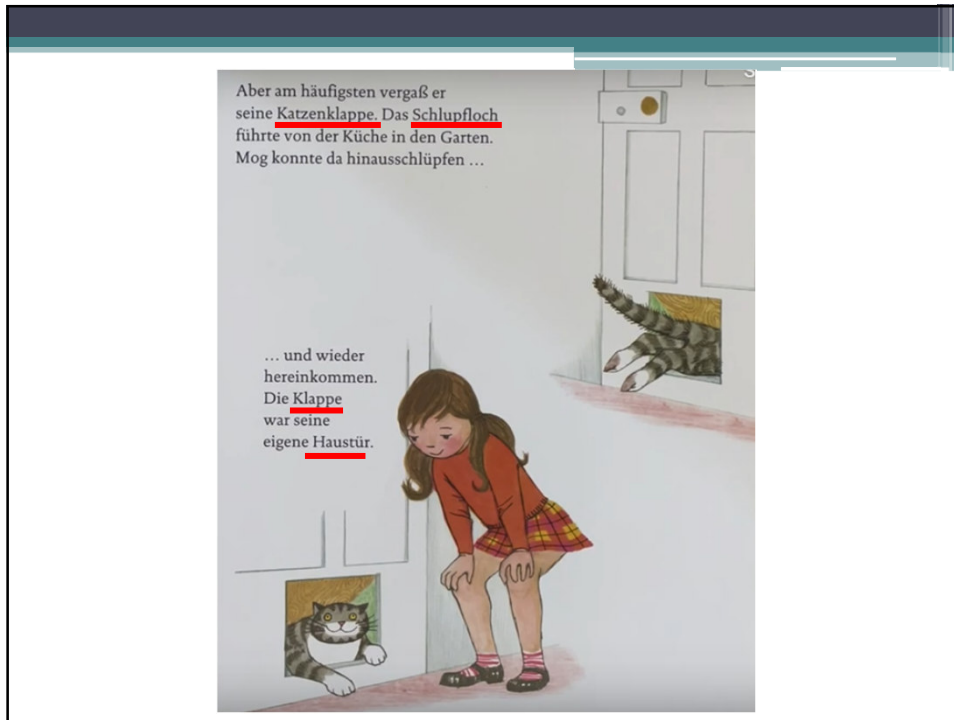 Aber am häufigsten vergaß er
seine Katzenklappe. Das Schlupfloch
führte von der Küche in den Garten.
Mog konnte da hinausschlüpfen …
… und wieder
hereinkommen.
Die Klappe
war seine
eigene Haustür.